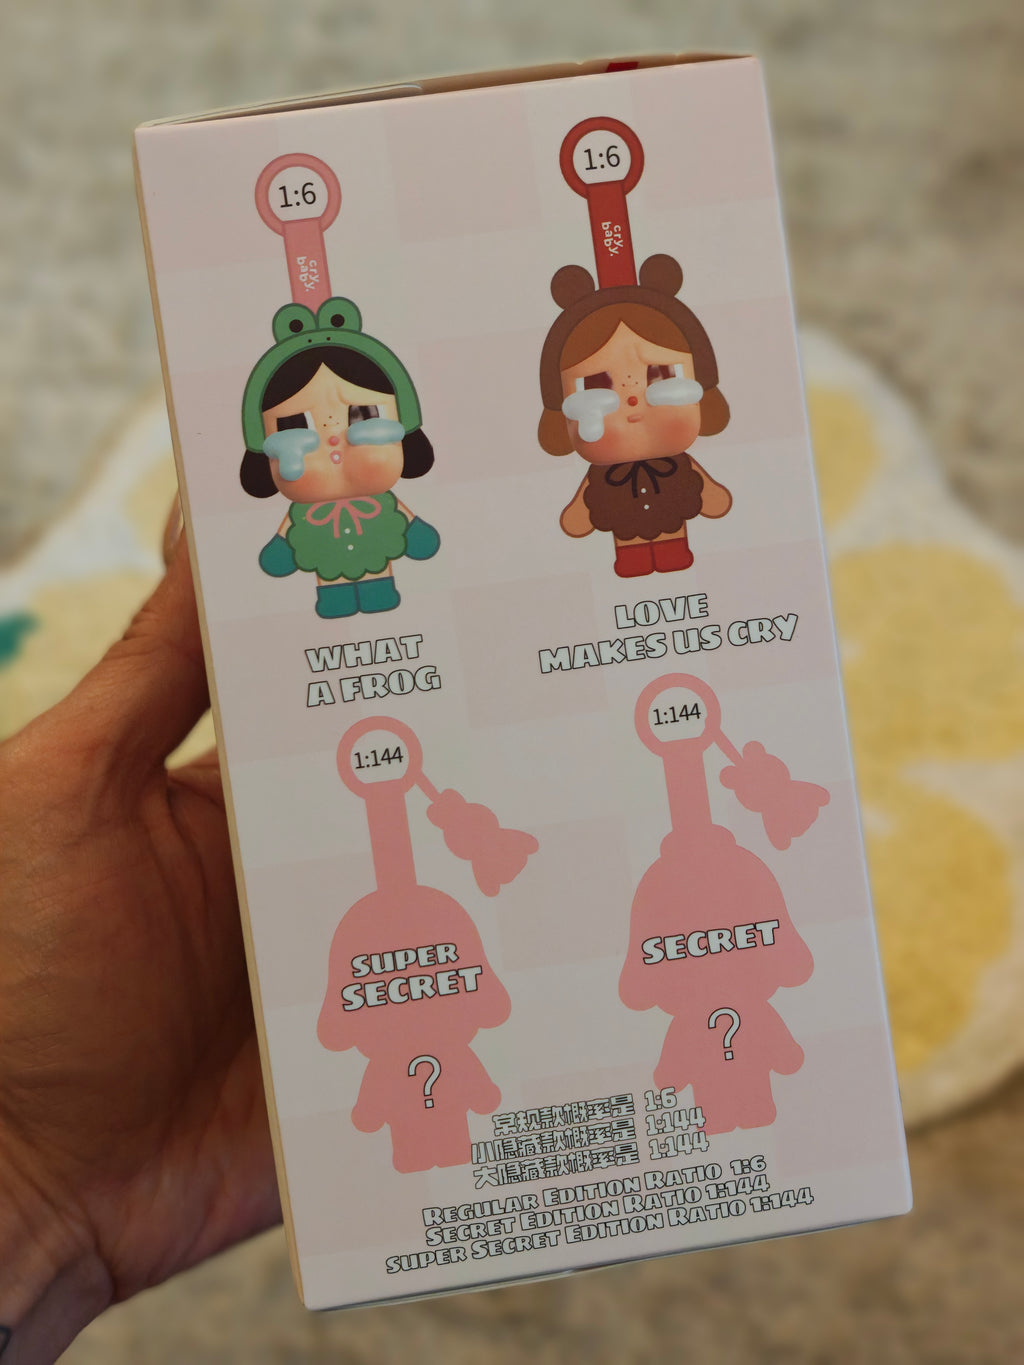 1:6
cry.
baby.
WHAT
A FROG
1:6
cry.
baby.
LOVE
MAKES US CRY
1:144
SUPER
SECRET
?
1:144
SECRET
?
常规款概率是 1:6
小隐藏款概率是 1:144
大隐藏款概率是 1:144
REGULAR EDITION RATIO 1:6
SECRET EDITION RATIO 1:144
SUPER SECRET EDITION RATIO 1:144